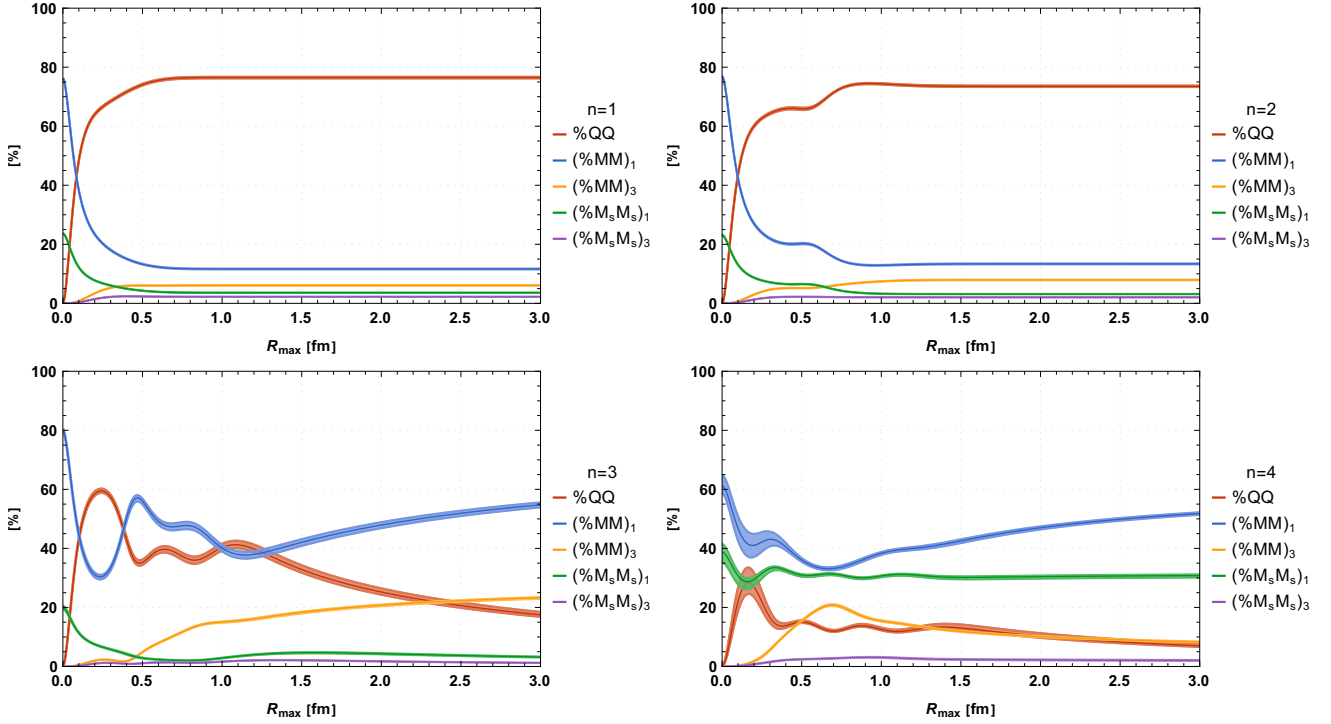 100
80
60
40
20
0
[%]
0.0 0.5 1.0 1.5 2.0 2.5 3.0
R_max [fm]
n=1
%QQ
(%MM)₁
(%MM)₃
(%MₛMₛ)₁
(%MₛMₛ)₃
100
80
60
40
20
0
[%]
0.0 0.5 1.0 1.5 2.0 2.5 3.0
R_max [fm]
n=2
%QQ
(%MM)₁
(%MM)₃
(%MₛMₛ)₁
(%MₛMₛ)₃
100
80
60
40
20
0
[%]
0.0 0.5 1.0 1.5 2.0 2.5 3.0
R_max [fm]
n=3
%QQ
(%MM)₁
(%MM)₃
(%MₛMₛ)₁
(%MₛMₛ)₃
100
80
60
40
20
0
[%]
0.0 0.5 1.0 1.5 2.0 2.5 3.0
R_max [fm]
n=4
%QQ
(%MM)₁
(%MM)₃
(%MₛMₛ)₁
(%MₛMₛ)₃